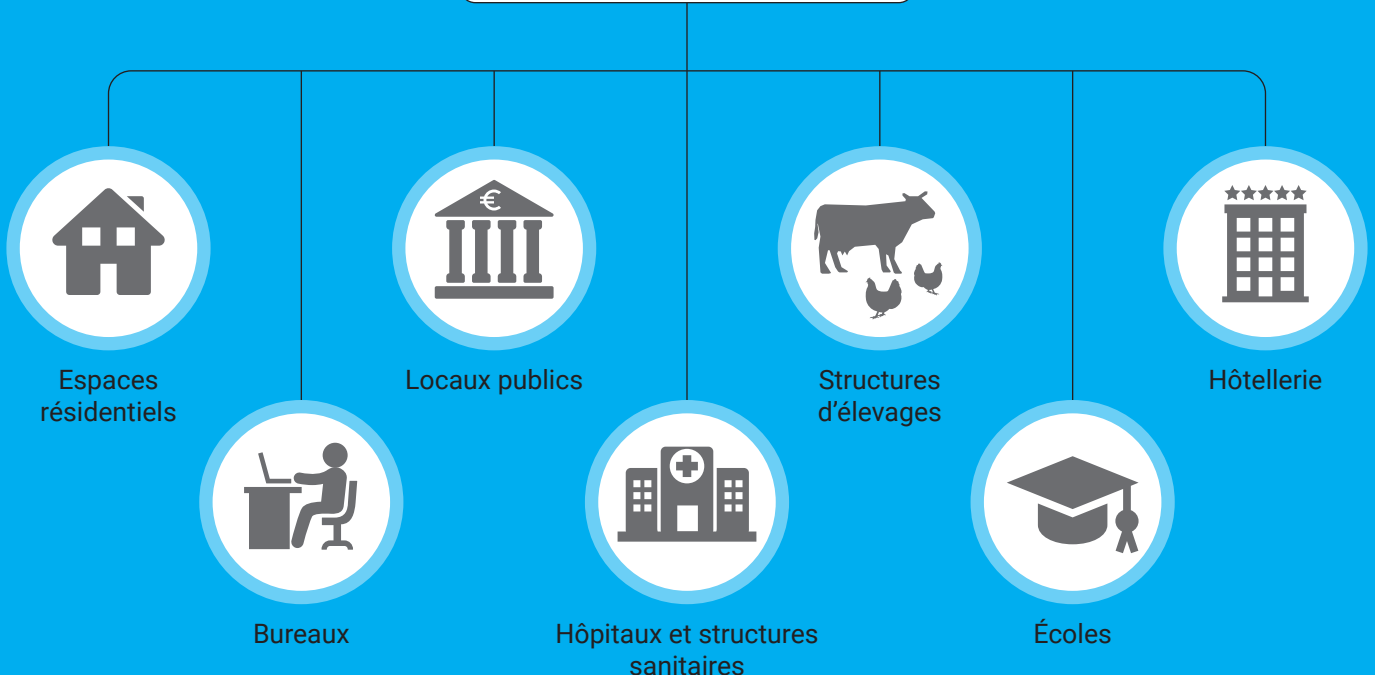 €
Espaces
résidentiels
Locaux publics
Structures
d’élevages
Hôtellerie
Bureaux
Hôpitaux et structures
sanitaires
Écoles